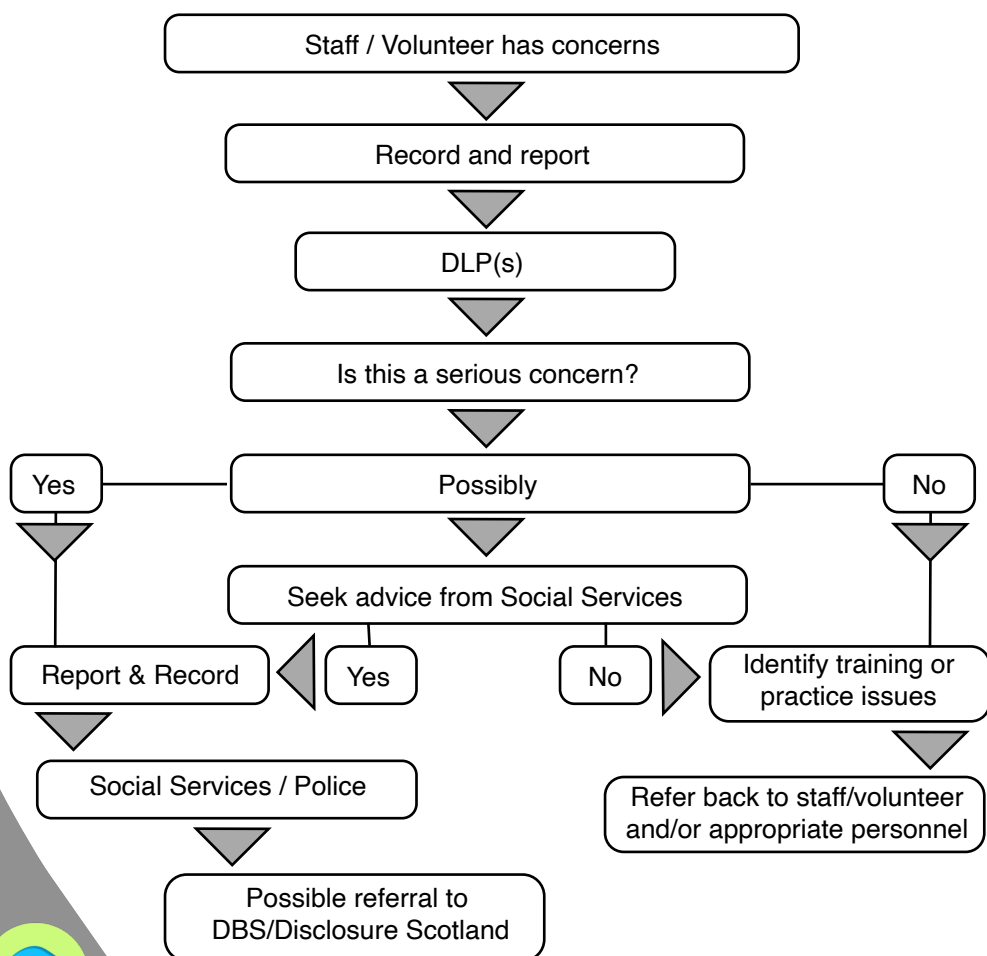 Staff / Volunteer has concerns
Record and report
DLP(s)
Is this a serious concern?
Yes
Possibly
No
Seek advice from Social Services
Report & Record
Yes
No
Identify training or
practice issues
Social Services / Police
Refer back to staff/volunteer
and/or appropriate personnel
Possible referral to
DBS/Disclosure Scotland